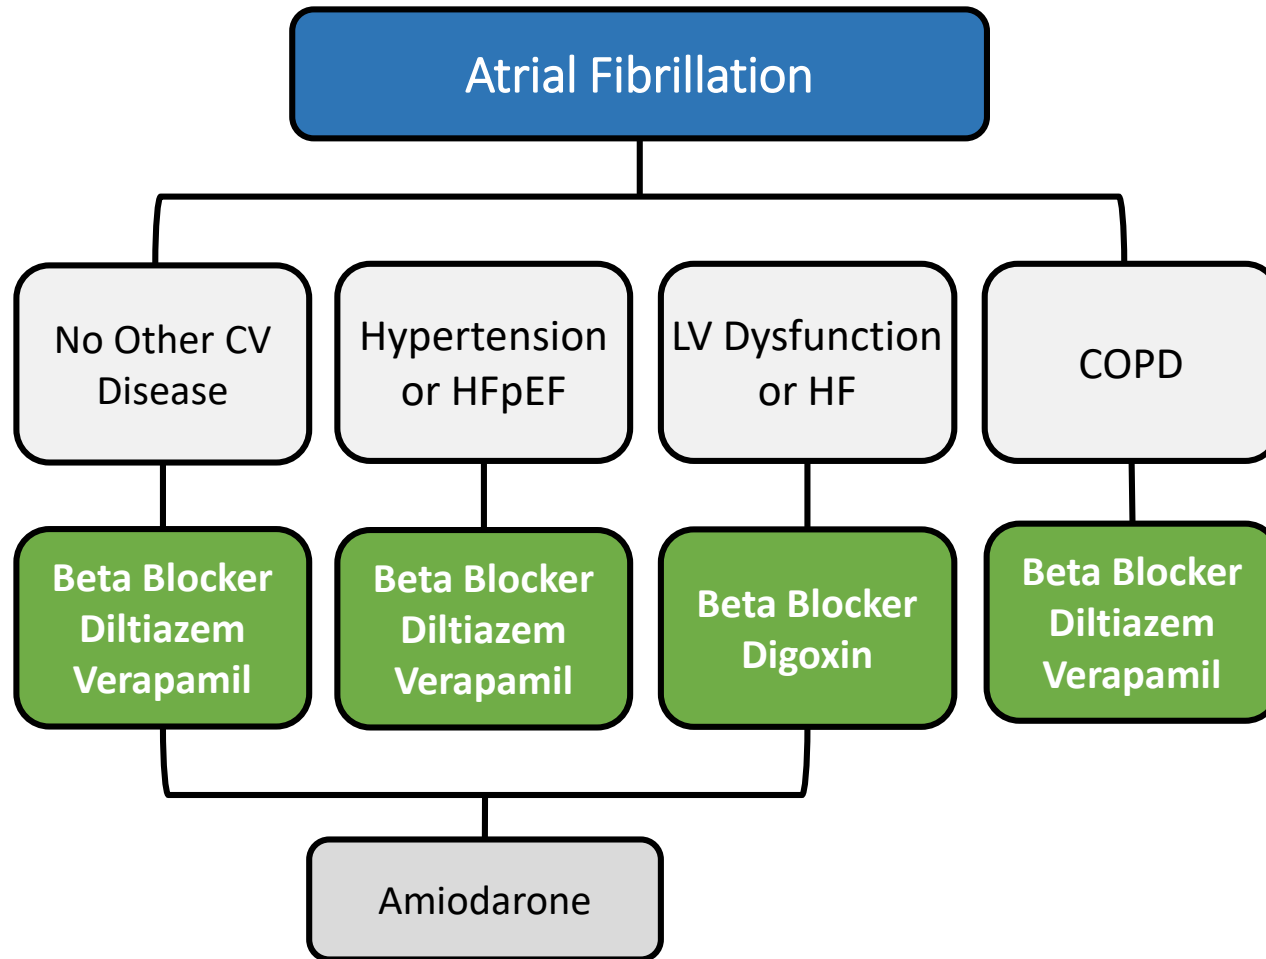 Atrial Fibrillation
No Other CV
Disease
Hypertension
or HFpEF
LV Dysfunction
or HF
COPD
Beta Blocker
Diltiazem
Verapamil
Beta Blocker
Diltiazem
Verapamil
Beta Blocker
Digoxin
Beta Blocker
Diltiazem
Verapamil
Amiodarone